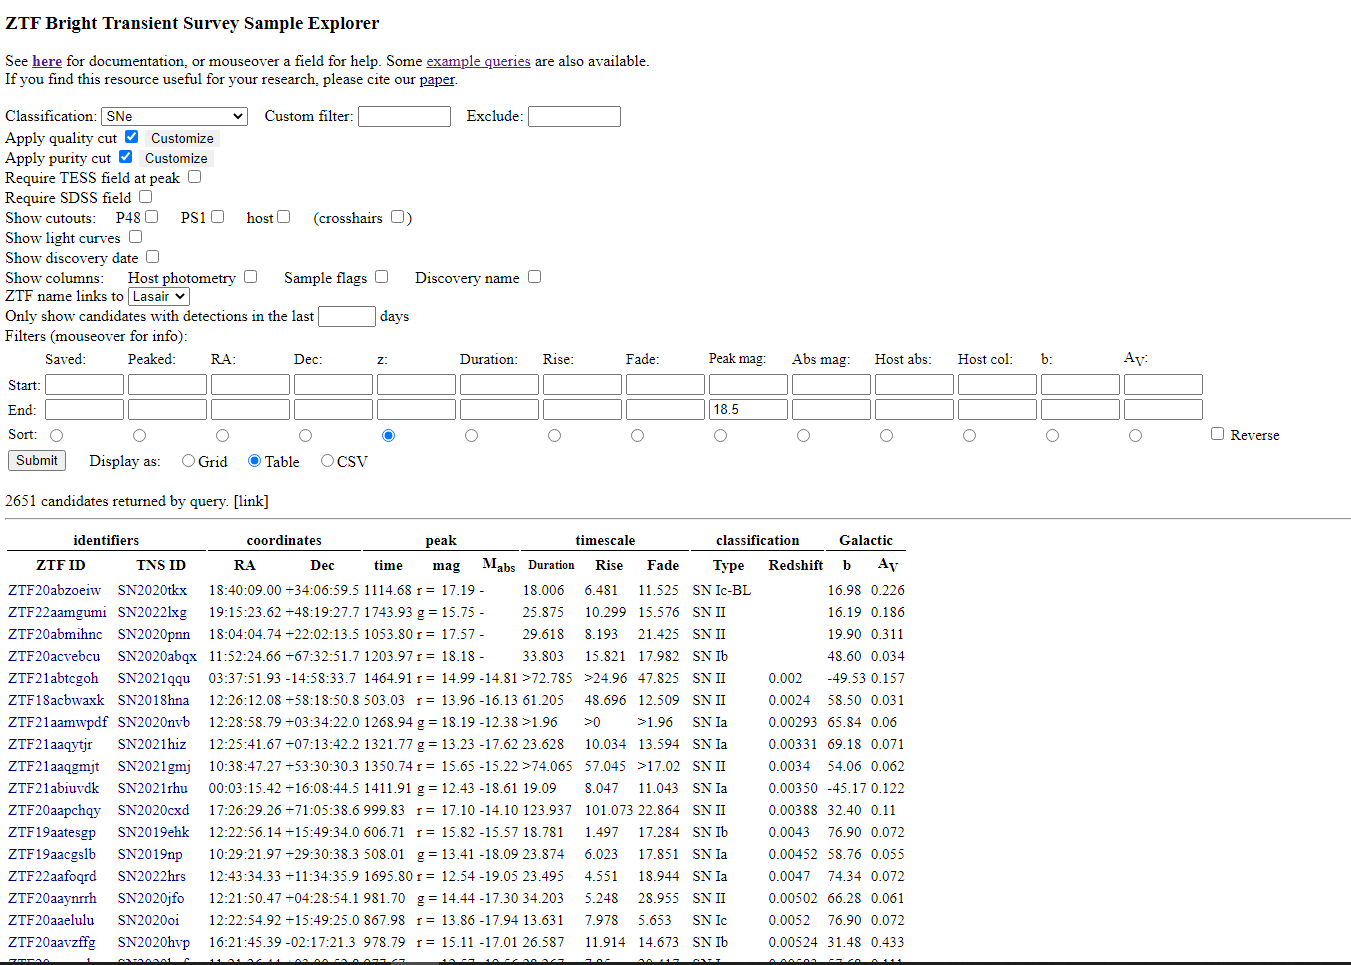 ZTF Bright Transient Survey Sample Explorer
See here for documentation, or mouseover a field for help. Some example queries are also available.
If you find this resource useful for your research, please cite our paper.
Classification: SNe Custom filter: Exclude:
Apply quality cut Customize
Apply purity cut Customize
Require TESS field at peak
Require SDSS field
Show cutouts: P48 PS1 host (crosshairs )
Show light curves
Show discovery date
Show columns: Host photometry Sample flags Discovery name
ZTF name links to Lasair
Only show candidates with detections in the last days
Filters (mouseover for info):
Saved: Peaked: RA: Dec: z: Duration: Rise: Fade: Peak mag: Abs mag: Host abs: Host col: b: AV:
Start:
End: 18.5
Sort: Reverse
Submit Display as: Grid Table CSV
2651 candidates returned by query. [link]
identifiers coordinates peak timescale classification Galactic
ZTF ID TNS ID RA Dec time mag Mabs Duration Rise Fade Type Redshift b AV
ZTF20abzoeiw SN2020tkx 18:40:09.00 +34:06:59.5 1114.68 r = 17.19 - 18.006 6.481 11.525 SN Ic-BL 16.98 0.226
ZTF22aamgumi SN2022lxg 19:15:23.62 +48:19:27.7 1743.93 g = 15.75 - 25.875 10.299 15.576 SN II 16.19 0.186
ZTF20abmihnc SN2020pnn 18:04:04.74 +22:02:13.5 1053.80 r = 17.57 - 29.618 8.193 21.425 SN II 19.90 0.311
ZTF20acvebcu SN2020abqx 11:52:24.66 +67:32:51.7 1203.97 r = 18.18 - 33.803 15.821 17.982 SN Ib 48.60 0.034
ZTF21abtcgoh SN2021qqu 03:37:51.93 -14:58:33.7 1464.91 r = 14.99 -14.81 >72.785 >24.96 47.825 SN II 0.002 -49.53 0.157
ZTF18acbwaxk SN2018hna 12:26:12.08 +58:18:50.8 503.03 r = 13.96 -16.13 61.205 48.696 12.509 SN II 0.0024 58.50 0.031
ZTF21aamwpdf SN2020nvb 12:28:58.79 +03:34:22.0 1268.94 g = 18.19 -12.38 >1.96 >0 >1.96 SN Ia 0.00293 65.84 0.06
ZTF21aaqytjr SN2021hiz 12:25:41.67 +07:13:42.2 1321.77 g = 13.23 -17.62 23.628 10.034 13.594 SN Ia 0.00331 69.18 0.071
ZTF21aaqgmjt SN2021gmj 10:38:47.27 +53:30:30.3 1350.74 r = 15.65 -15.22 >74.065 57.045 >17.02 SN II 0.0034 54.06 0.062
ZTF21abiuvdk SN2021rhu 00:03:15.42 +16:08:44.5 1411.91 g = 12.43 -18.61 19.09 8.047 11.043 SN Ia 0.00350 -45.17 0.122
ZTF20aapchqy SN2020cxd 17:26:29.26 +71:05:38.6 999.83 r = 17.10 -14.10 123.937 101.073 22.864 SN II 0.00388 32.40 0.11
ZTF19aatesgp SN2019ehk 12:22:56.14 +15:49:34.0 606.71 r = 15.82 -15.57 18.781 1.497 17.284 SN Ib 0.0043 76.90 0.072
ZTF19aacgslb SN2019np 10:29:21.97 +29:30:38.3 508.01 g = 13.41 -18.09 23.874 6.023 17.851 SN Ia 0.00452 58.76 0.055
ZTF22aafoqrd SN2022hrs 12:43:34.33 +11:34:35.9 1695.80 r = 12.54 -19.05 23.495 4.551 18.944 SN Ia 0.0047 74.34 0.072
ZTF20aaynrrh SN2020jfo 12:21:50.47 +04:28:54.1 981.70 g = 14.44 -17.30 34.203 5.248 28.955 SN II 0.00502 66.28 0.061
ZTF20aaelulu SN2020oi 12:22:54.92 +15:49:25.0 867.98 r = 13.86 -17.94 13.631 7.978 5.653 SN Ic 0.0052 76.90 0.072
ZTF20aavzffg SN2020hvp 16:21:45.39 -02:17:21.3 978.79 r = 15.11 -17.01 26.587 11.914 14.673 SN Ib 0.00524 31.48 0.433